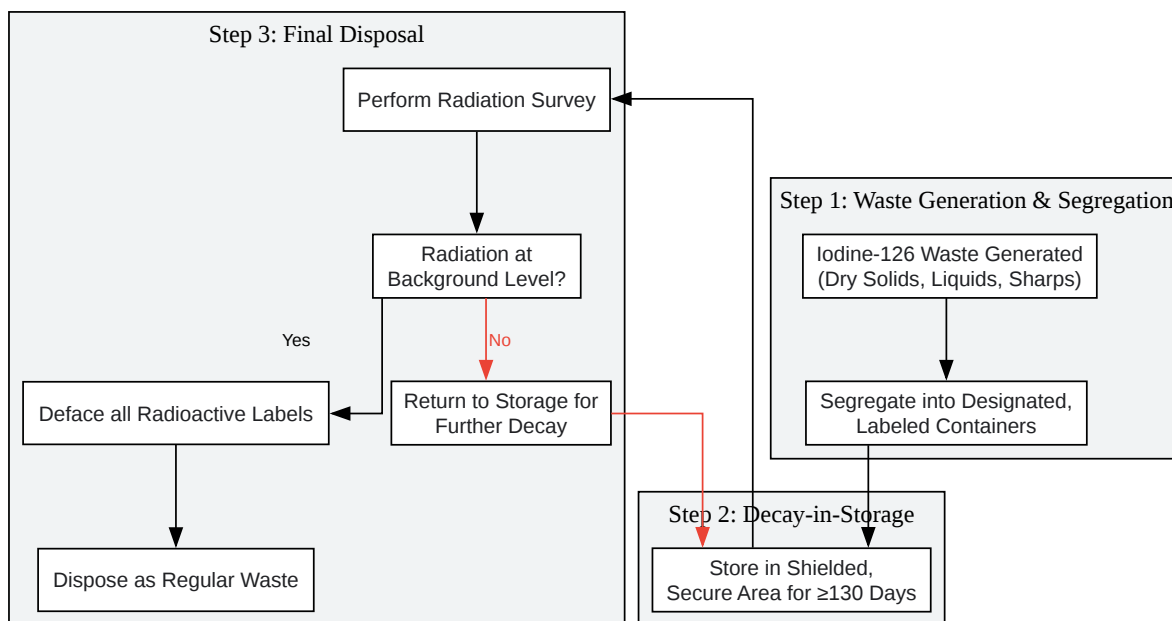 Step 3: Final Disposal
Perform Radiation Survey
Radiation at
Background Level?
Yes
No
Deface all Radioactive Labels
Return to Storage for
Further Decay
Dispose as Regular Waste
Step 1: Waste Generation & Segregation
Iodine-126 Waste Generated
(Dry Solids, Liquids, Sharps)
Segregate into Designated,
Labeled Containers
Step 2: Decay-in-Storage
Store in Shielded,
Secure Area for ≥130 Days